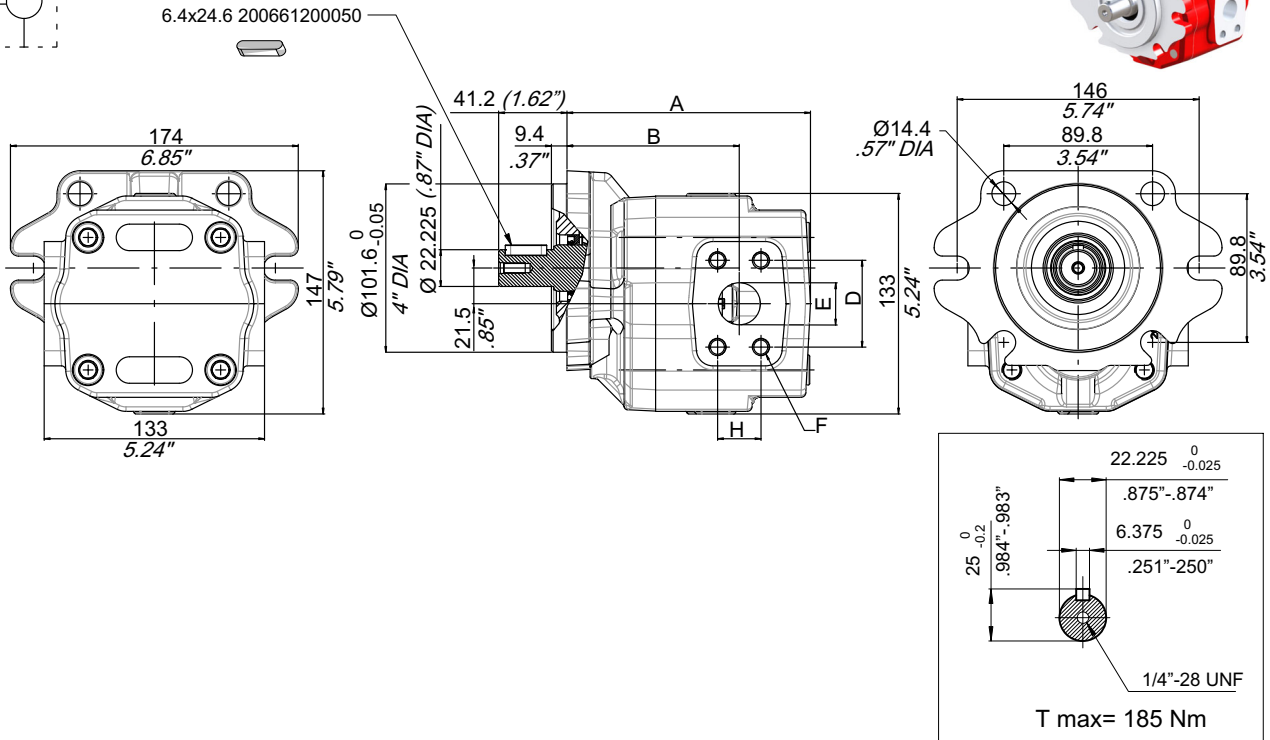 6.4x24.6 200661200050
174
6.85"
147
5.79"
133
5.24"
41.2 (1.62")
9.4
.37"
A
B
Ø101.6 0 -0.05
4" DIA
Ø 22.225 (.87" DIA)
21.5
.85"
E
D
H
F
133
5.24"
146
5.74"
Ø14.4
.57" DIA
89.8
3.54"
89.8
3.54"
2
22.225 0 -0.025
.875"-.874"
6.375 0 -0.025
.251"-250"
25 0 -0.2
.984"-.983"
1/4"-28 UNF
T max= 185 Nm